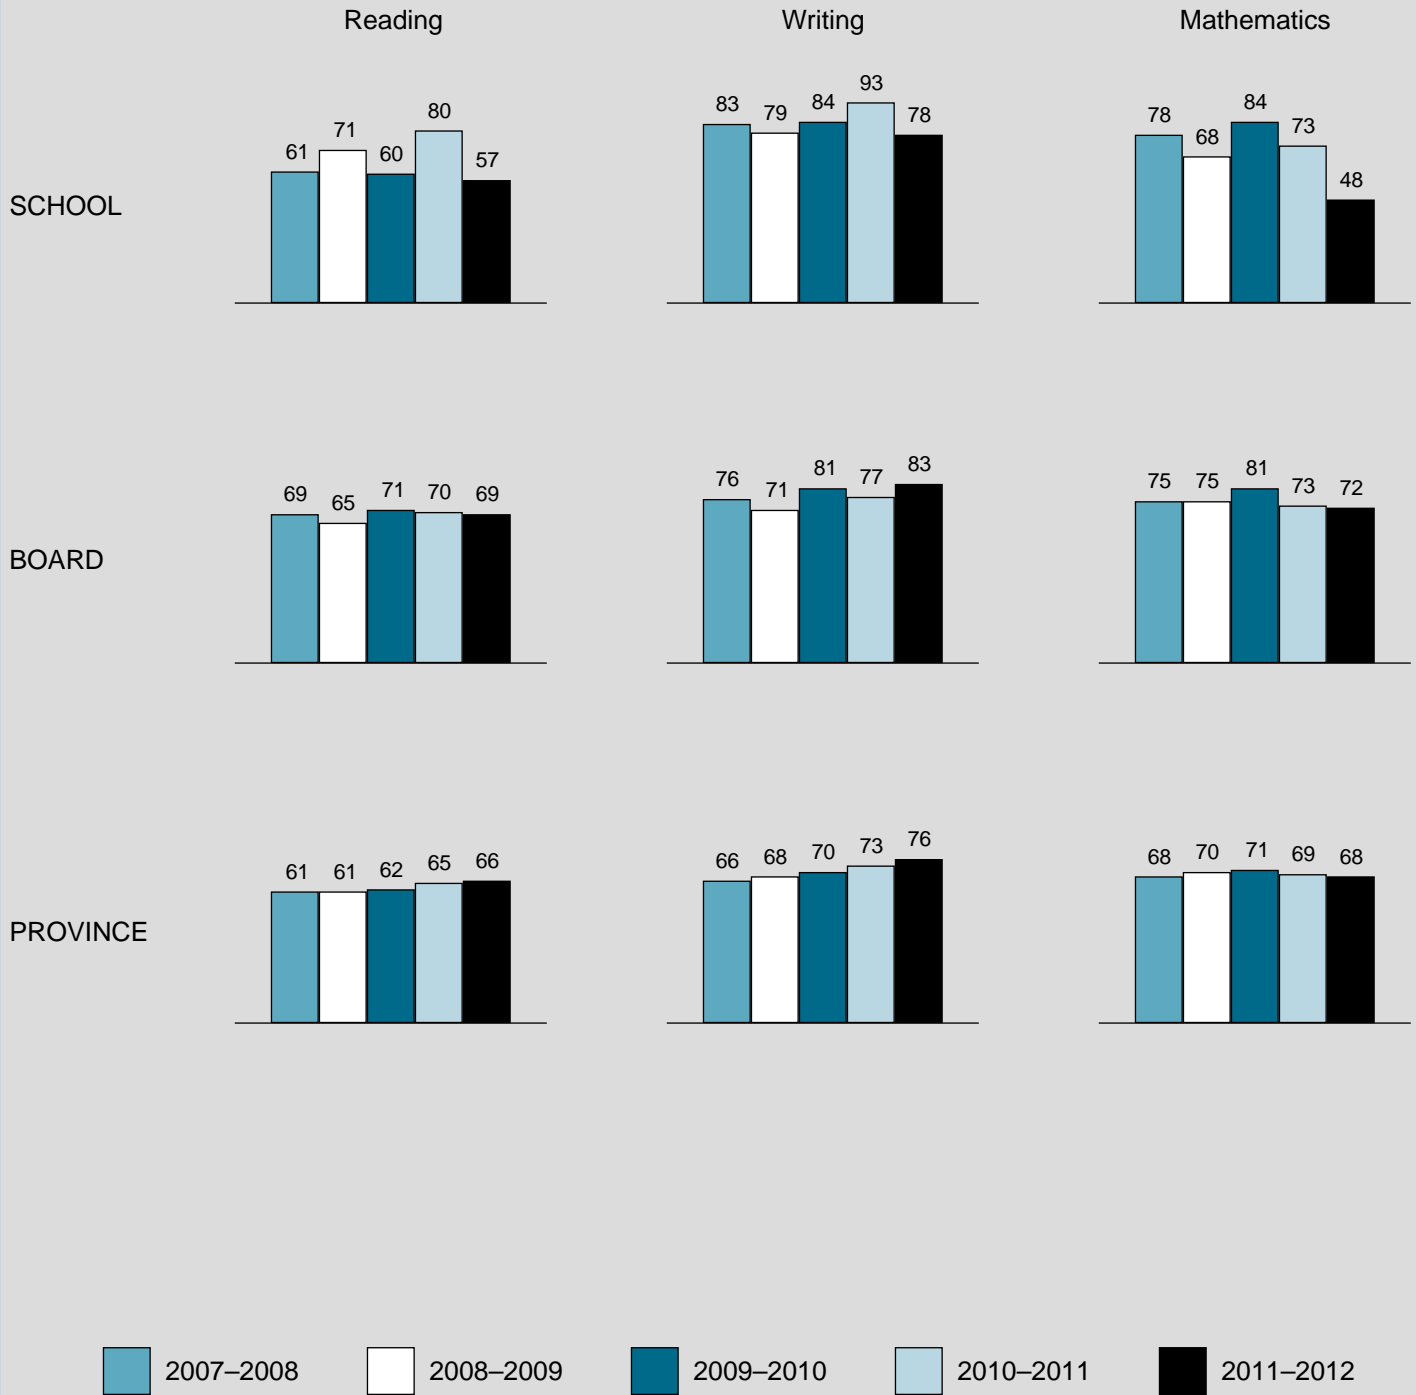 Reading Writing Mathematics
SCHOOL
61 71 60 80 57
83 79 84 93 78
78 68 84 73 48
BOARD
69 65 71 70 69
76 71 81 77 83
75 75 81 73 72
PROVINCE
61 61 62 65 66
66 68 70 73 76
68 70 71 69 68
2007–2008 2008–2009 2009–2010 2010–2011 2011–2012